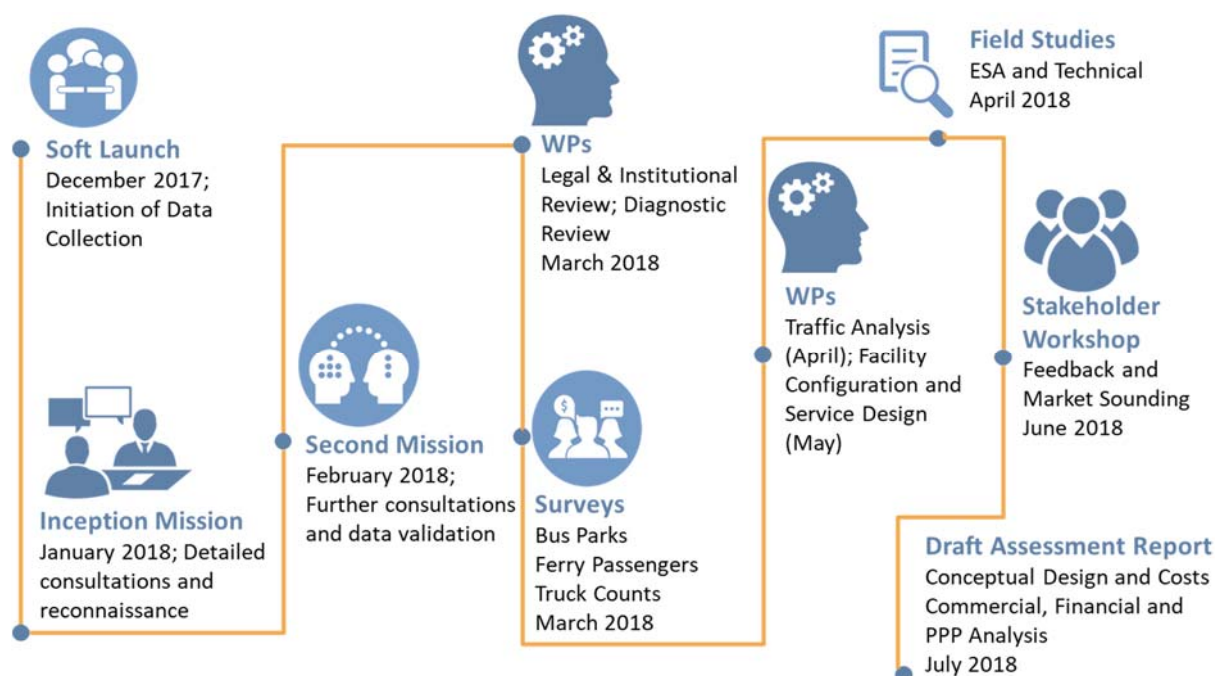 Soft Launch
December 2017;
Initiation of Data
Collection
Inception Mission
January 2018; Detailed
consultations and
reconnaissance
Second Mission
February 2018;
Further consultations
and data validation
WPs
Legal & Institutional
Review; Diagnostic
Review
March 2018
Surveys
Bus Parks
Ferry Passengers
Truck Counts
March 2018
WPs
Traffic Analysis
(April); Facility
Configuration and
Service Design
(May)
Field Studies
ESA and Technical
April 2018
Stakeholder
Workshop
Feedback and
Market Sounding
June 2018
Draft Assessment Report
Conceptual Design and Costs
Commercial, Financial and
PPP Analysis
July 2018